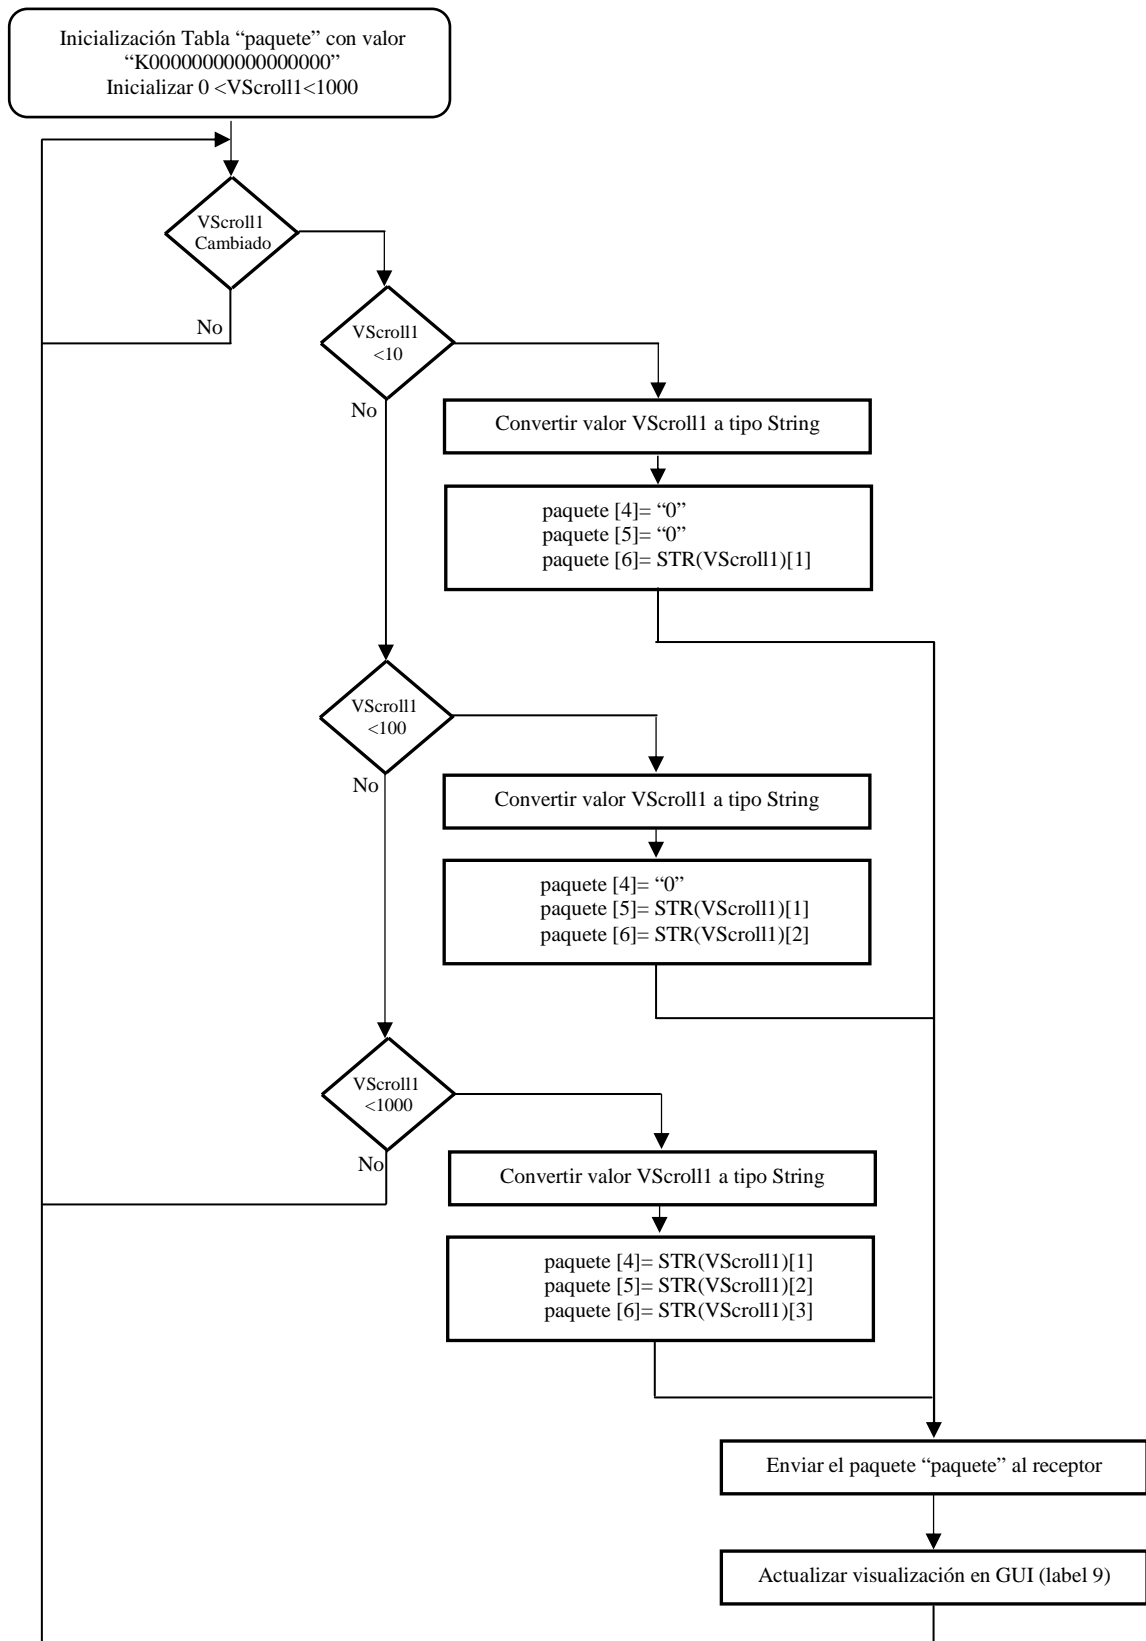 Inicialización Tabla “paquete” con valor
“K00000000000000000”
Inicializar 0 <VScroll1<1000
VScroll1
Cambiado
No
VScroll1
<10
No
Convertir valor VScroll1 a tipo String
paquete [4]= “0”
paquete [5]= “0”
paquete [6]= STR(VScroll1)[1]
VScroll1
<100
No
Convertir valor VScroll1 a tipo String
paquete [4]= “0”
paquete [5]= STR(VScroll1)[1]
paquete [6]= STR(VScroll1)[2]
VScroll1
<1000
No
Convertir valor VScroll1 a tipo String
paquete [4]= STR(VScroll1)[1]
paquete [5]= STR(VScroll1)[2]
paquete [6]= STR(VScroll1)[3]
Enviar el paquete “paquete” al receptor
Actualizar visualización en GUI (label 9)